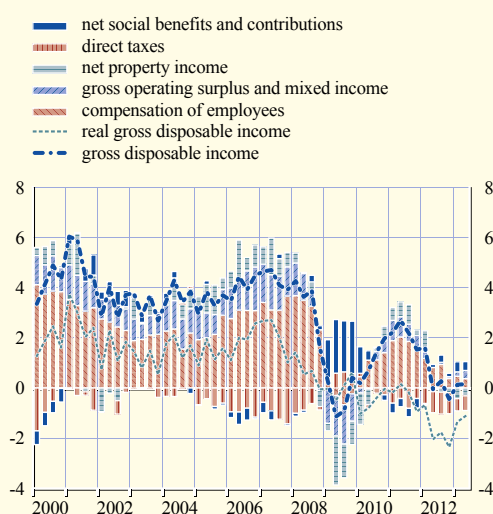 net social benefits and contributions
direct taxes
net property income
gross operating surplus and mixed income
compensation of employees
real gross disposable income
gross disposable income
8 8
6 6
4 4
2 2
0 0
-2 -2
-4 -4
2000 2002 2004 2006 2008 2010 2012